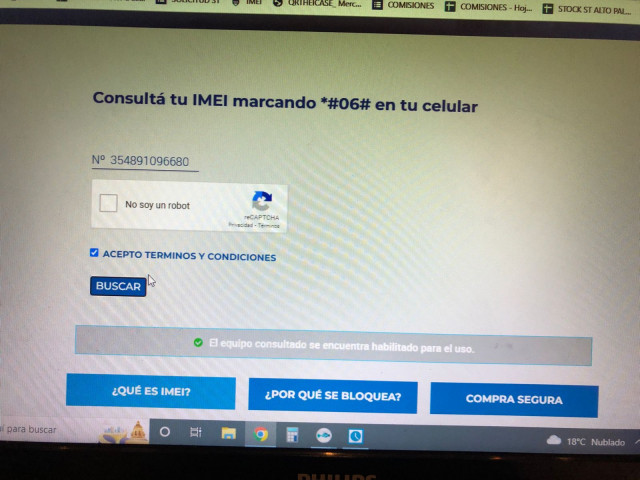 SOLICITUD ST IMEI QRTHEICASE_ Merc... COMISIONES COMISIONES - Hoj... STOCK ST ALTO PAL...
Consultá tu IMEI marcando *#06# en tu celular
Nº 354891096680
No soy un robot
reCAPTCHA
Privacidad - Términos
ACEPTO TERMINOS Y CONDICIONES
BUSCAR
El equipo consultado se encuentra habilitado para el uso.
¿QUÉ ES IMEI? ¿POR QUÉ SE BLOQUEA? COMPRA SEGURA
para buscar 18°C Nublado
PHILIPS